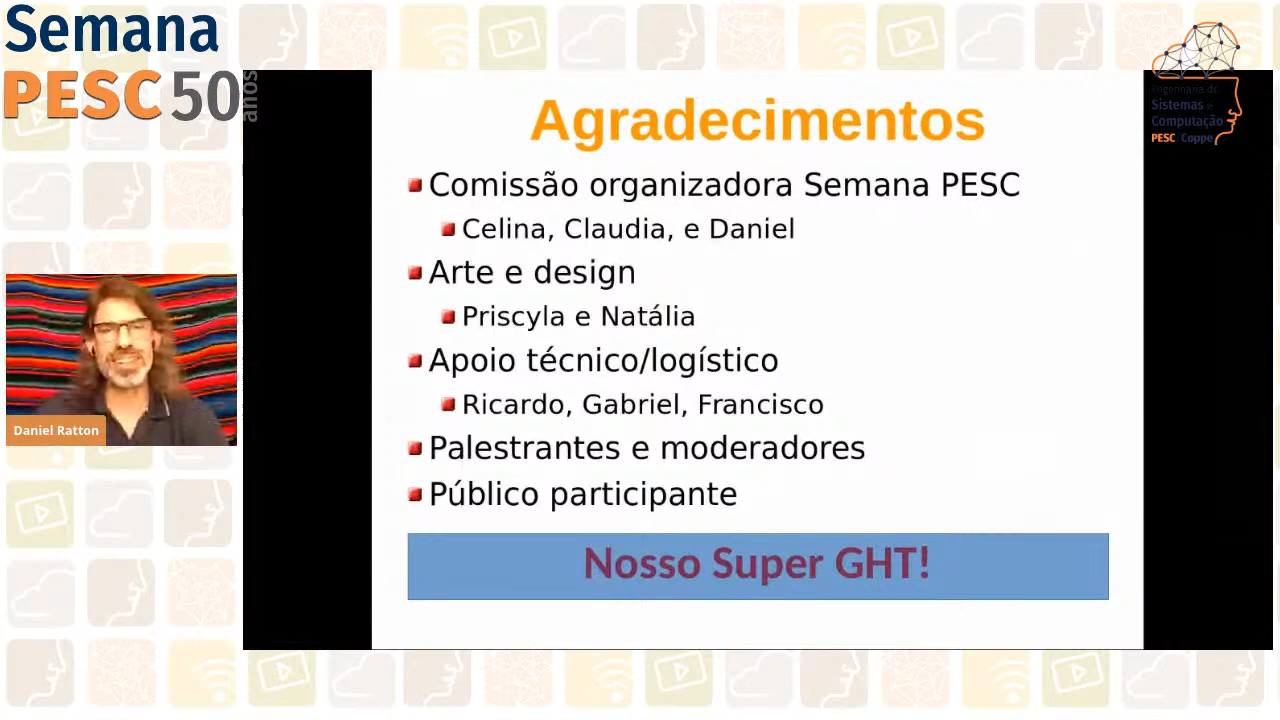 Semana
PESC 50 anos
Engenharia de
Sistemas e
Computação
PESC / Coppe
Agradecimentos
Comissão organizadora Semana PESC
Celina, Claudia, e Daniel
Arte e design
Priscyla e Natália
Apoio técnico/logístico
Ricardo, Gabriel, Francisco
Palestrantes e moderadores
Público participante
Nosso Super GHT!
Daniel Ratton